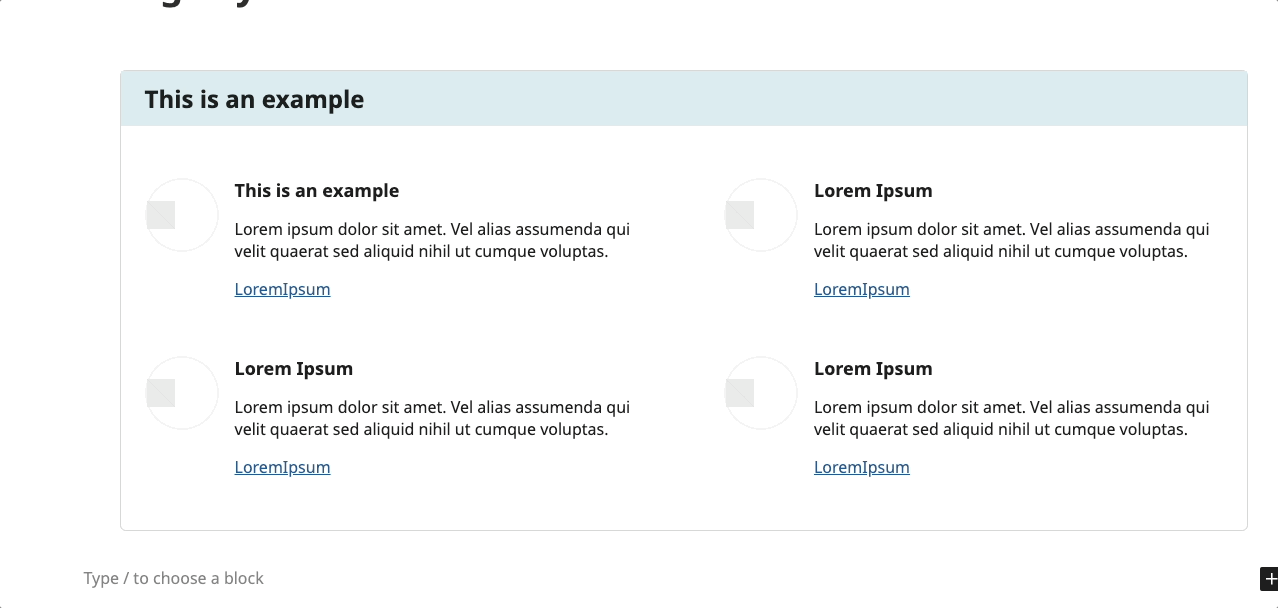 This is an example
This is an example
Lorem ipsum dolor sit amet. Vel alias assumenda qui
velit quaerat sed aliquid nihil ut cumque voluptas.
LoremIpsum
Lorem Ipsum
Lorem ipsum dolor sit amet. Vel alias assumenda qui
velit quaerat sed aliquid nihil ut cumque voluptas.
LoremIpsum
Lorem Ipsum
Lorem ipsum dolor sit amet. Vel alias assumenda qui
velit quaerat sed aliquid nihil ut cumque voluptas.
LoremIpsum
Lorem Ipsum
Lorem ipsum dolor sit amet. Vel alias assumenda qui
velit quaerat sed aliquid nihil ut cumque voluptas.
LoremIpsum
Type / to choose a block